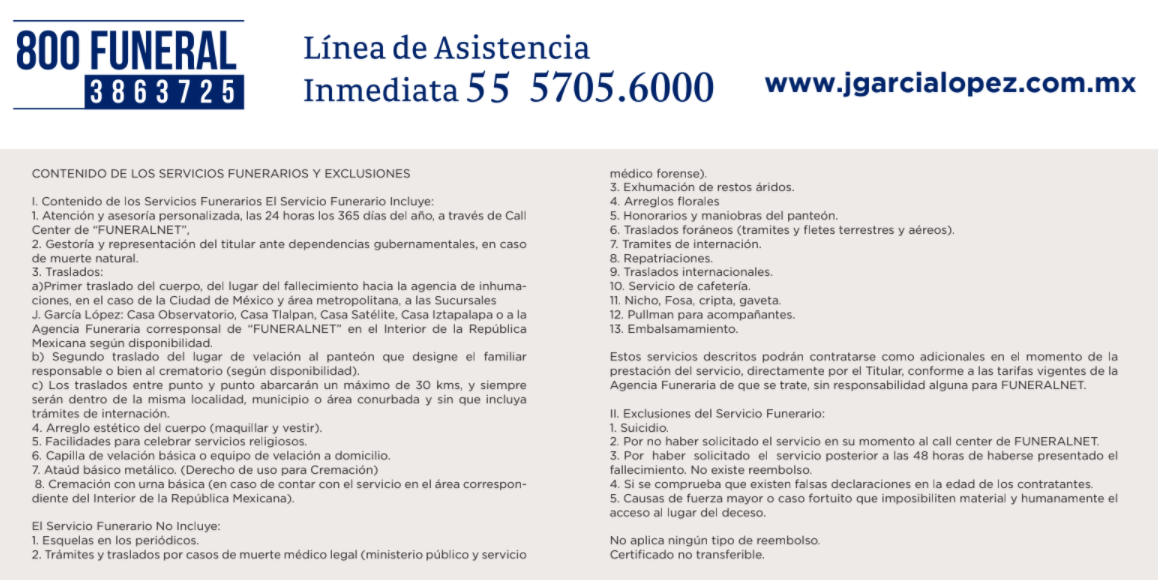 800 FUNERAL
3863725
Línea de Asistencia
Inmediata 55 5705.6000
www.jgarcialopez.com.mx
CONTENIDO DE LOS SERVICIOS FUNERARIOS Y EXCLUSIONES
I. Contenido de los Servicios Funerarios El Servicio Funerario Incluye:
1. Atención y asesoría personalizada, las 24 horas los 365 días del año, a través de Call
Center de “FUNERALNET”,
2. Gestoría y representación del titular ante dependencias gubernamentales, en caso
de muerte natural.
3. Traslados:
a)Primer traslado del cuerpo, del lugar del fallecimiento hacia la agencia de inhuma-
ciones, en el caso de la Ciudad de México y área metropolitana, a las Sucursales
J. García López: Casa Observatorio, Casa Tlalpan, Casa Satélite, Casa Iztapalapa o a la
Agencia Funeraria corresponsal de “FUNERALNET” en el Interior de la República
Mexicana según disponibilidad.
b) Segundo traslado del lugar de velación al panteón que designe el familiar
responsable o bien al crematorio (según disponibilidad).
c) Los traslados entre punto y punto abarcarán un máximo de 30 kms, y siempre
serán dentro de la misma localidad, municipio o área conurbada y sin que incluya
trámites de internación.
4. Arreglo estético del cuerpo (maquillar y vestir).
5. Facilidades para celebrar servicios religiosos.
6. Capilla de velación básica o equipo de velación a domicilio.
7. Ataúd básico metálico. (Derecho de uso para Cremación)
8. Cremación con urna básica (en caso de contar con el servicio en el área correspon-
diente del Interior de la República Mexicana).
El Servicio Funerario No Incluye:
1. Esquelas en los periódicos.
2. Trámites y traslados por casos de muerte médico legal (ministerio público y servicio
médico forense).
3. Exhumación de restos áridos.
4. Arreglos florales
5. Honorarios y maniobras del panteón.
6. Traslados foráneos (tramites y fletes terrestres y aéreos).
7. Tramites de internación.
8. Repatriaciones.
9. Traslados internacionales.
10. Servicio de cafetería.
11. Nicho, Fosa, cripta, gaveta.
12. Pullman para acompañantes.
13. Embalsamamiento.
Estos servicios descritos podrán contratarse como adicionales en el momento de la
prestación del servicio, directamente por el Titular, conforme a las tarifas vigentes de la
Agencia Funeraria de que se trate, sin responsabilidad alguna para FUNERALNET.
II. Exclusiones del Servicio Funerario:
1. Suicidio.
2. Por no haber solicitado el servicio en su momento al call center de FUNERALNET.
3. Por haber solicitado el servicio posterior a las 48 horas de haberse presentado el
fallecimiento. No existe reembolso.
4. Si se comprueba que existen falsas declaraciones en la edad de los contratantes.
5. Causas de fuerza mayor o caso fortuito que imposibiliten material y humanamente el
acceso al lugar del deceso.
No aplica ningún tipo de reembolso.
Certificado no transferible.